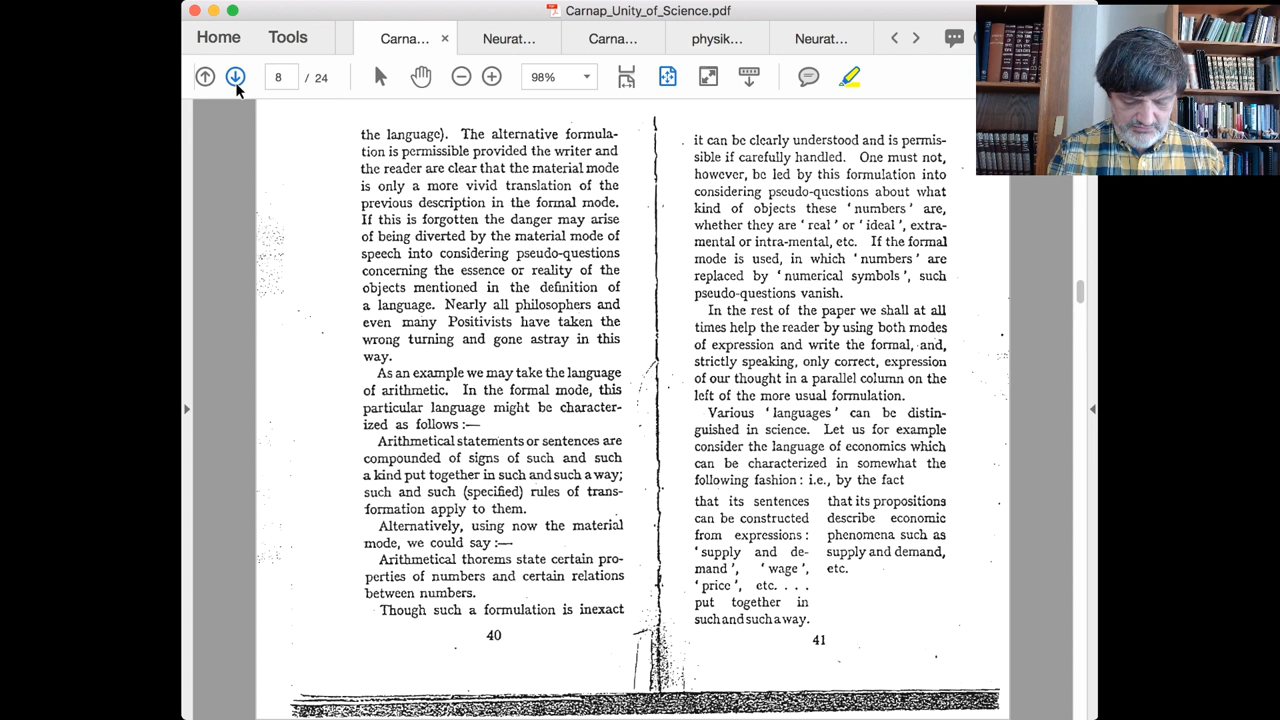 Carnap_Unity_of_Science.pdf
Home
Tools
Carna...
Neurat...
Carna...
physik...
Neurat...
8 / 24
98%
the language). The alternative formula-
tion is permissible provided the writer and
the reader are clear that the material mode
is only a more vivid translation of the
previous description in the formal mode.
If this is forgotten the danger may arise
of being diverted by the material mode of
speech into considering pseudo-questions
concerning the essence or reality of the
objects mentioned in the definition of
a language. Nearly all philosophers and
even many Positivists have taken the
wrong turning and gone astray in this
way.
As an example we may take the language
of arithmetic. In the formal mode, this
particular language might be character-
ized as follows :—
Arithmetical statements or sentences are
compounded of signs of such and such
a kind put together in such and such a way;
such and such (specified) rules of trans-
formation apply to them.
Alternatively, using now the material
mode, we could say :—
Arithmetical thorems state certain pro-
perties of numbers and certain relations
between numbers.
Though such a formulation is inexact
40
it can be clearly understood and is permis-
sible if carefully handled. One must not,
however, be led by this formulation into
considering pseudo-questions about what
kind of objects these ‘numbers’ are,
whether they are ‘real’ or ‘ideal’, extra-
mental or intra-mental, etc. If the formal
mode is used, in which ‘numbers’ are
replaced by ‘numerical symbols’, such
pseudo-questions vanish.
In the rest of the paper we shall at all
times help the reader by using both modes
of expression and write the formal, and,
strictly speaking, only correct, expression
of our thought in a parallel column on the
left of the more usual formulation.
Various ‘languages’ can be distin-
guished in science. Let us for example
consider the language of economics which
can be characterized in somewhat the
following fashion : i.e., by the fact
that its sentences
can be constructed
from expressions :
‘supply and de-
mand’, ‘wage’,
‘price’, etc. . . .
put together in
such and such a way.
that its propositions
describe economic
phenomena such as
supply and demand,
etc.
41